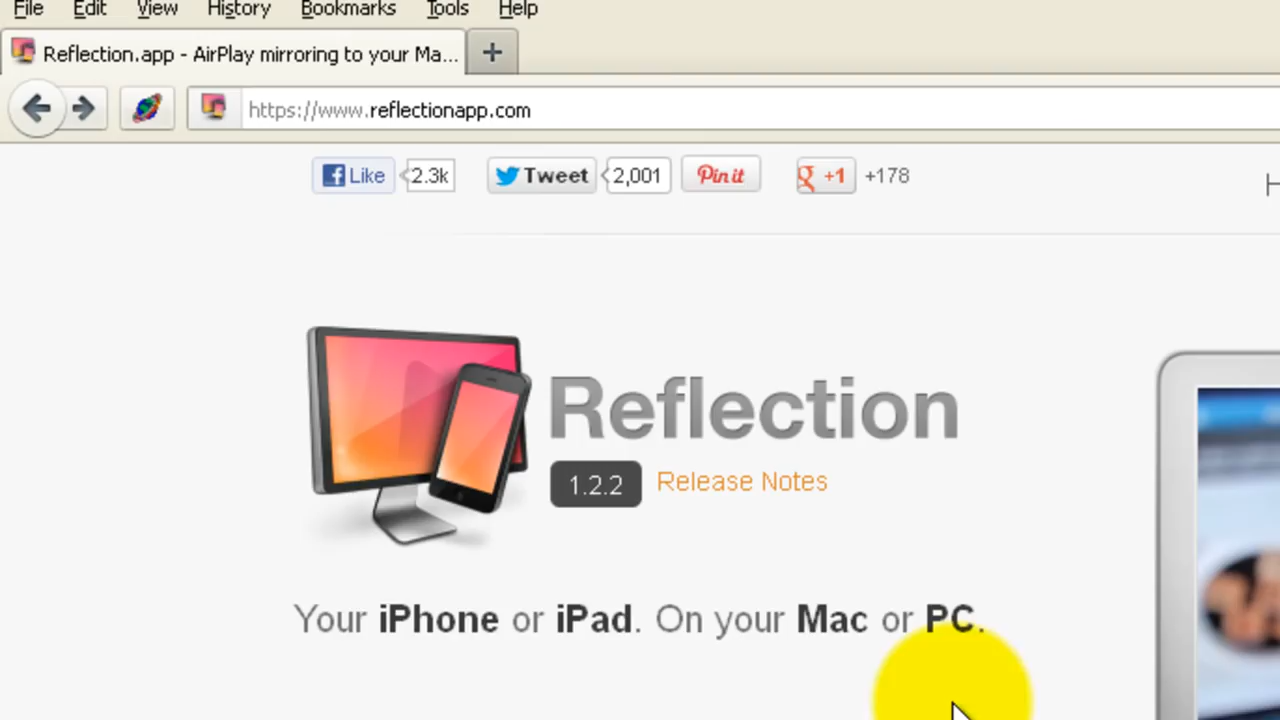 File Edit View History Bookmarks Tools Help
Reflection.app - AirPlay mirroring to your Ma...
https://www.reflectionapp.com
Like 2.3k Tweet 2,001 Pin it +1 +178
Reflection
1.2.2 Release Notes
Your iPhone or iPad. On your Mac or PC.